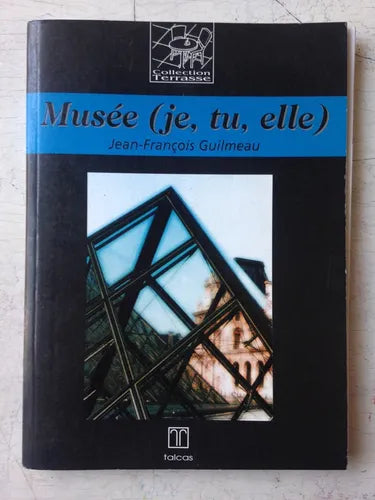 Collection
Terrasse
Musée (je, tu, elle)
Jean-François Guilmeau
talcas